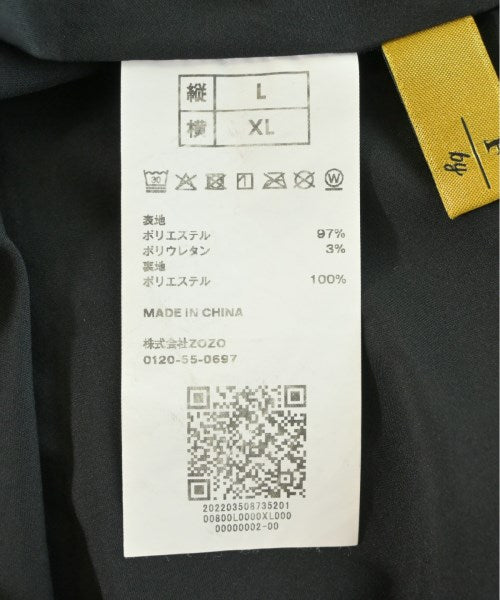 縦 L
横 XL
30 W
表地
ポリエステル 97%
ポリウレタン 3%
裏地
ポリエステル 100%
MADE IN CHINA
株式会社ZOZO
0120-55-0697
202203508735201
00800L0000XL000
00000002-00
by